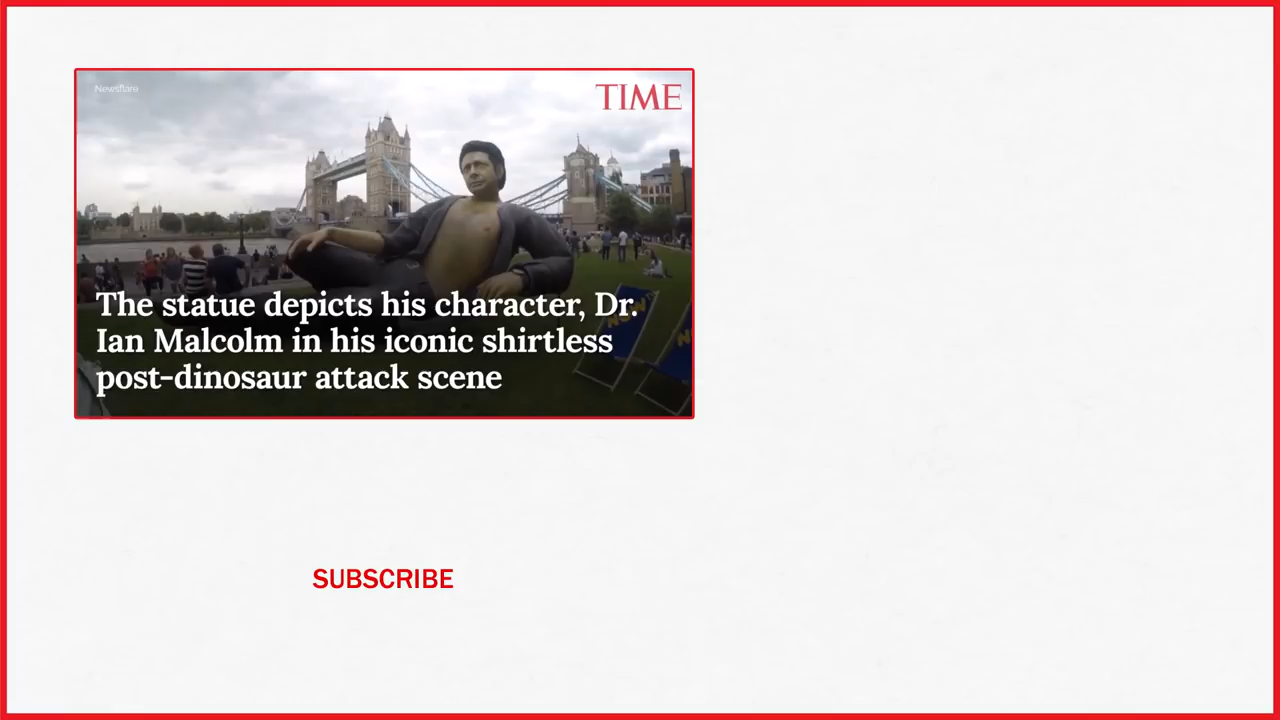 Newsflare
TIME
The statue depicts his character, Dr.
Ian Malcolm in his iconic shirtless
post-dinosaur attack scene
SUBSCRIBE